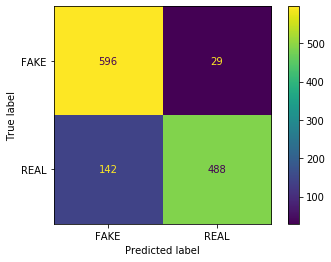 FAKE 596 29
REAL 142 488
FAKE REAL
Predicted label
True label
500
400
300
200
100